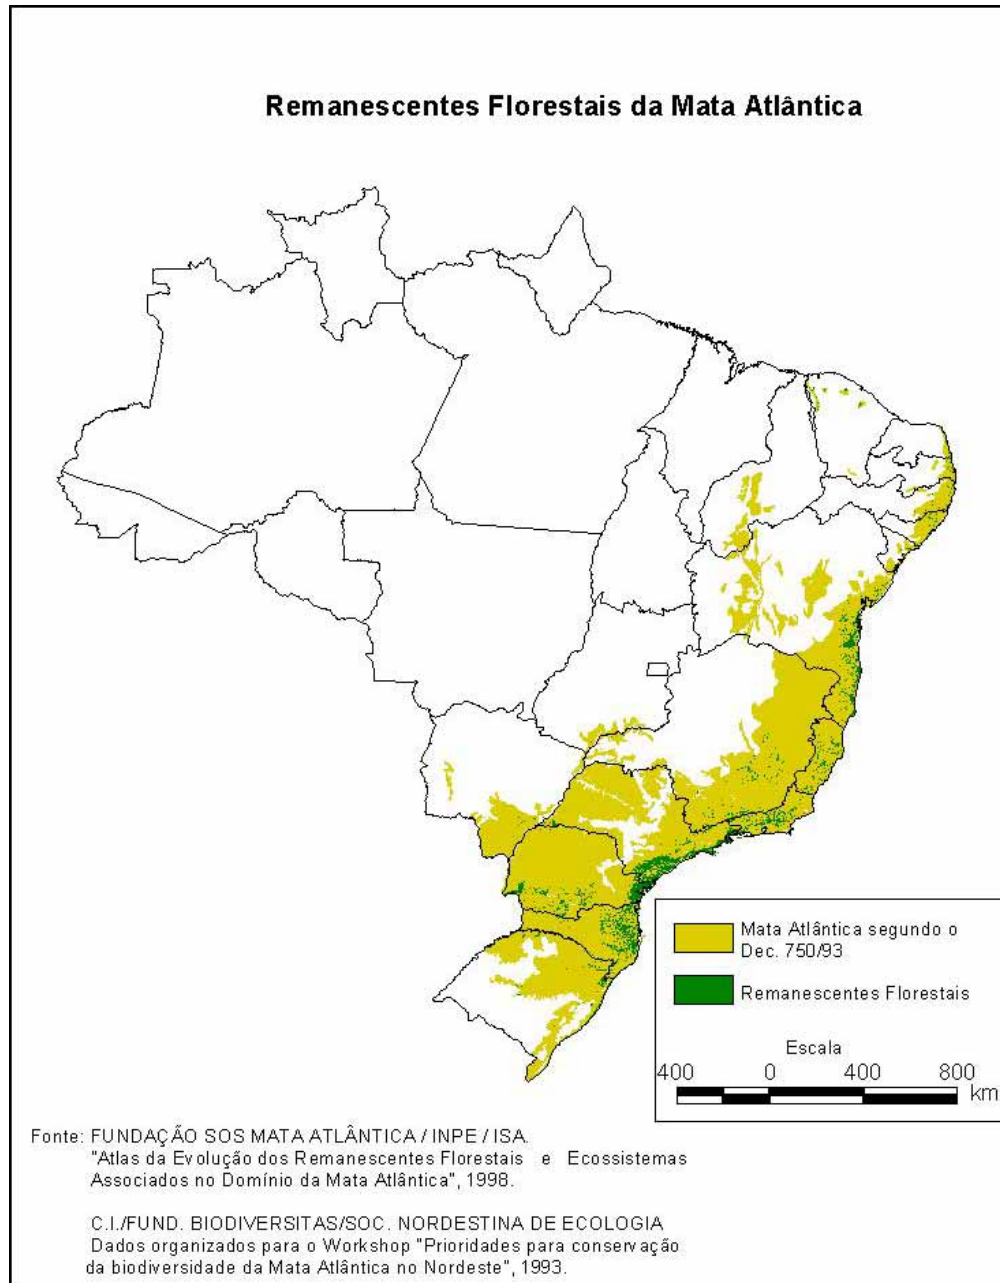 Remanescentes Florestais da Mata Atlântica
Mata Atlântica segundo o
Dec. 750/93
Remanescentes Florestais
Escala
400 0 400 800
km
Fonte: FUNDAÇÃO SOS MATA ATLÂNTICA / INPE / ISA.
"Atlas da Evolução dos Remanescentes Florestais e Ecossistemas
Associados no Domínio da Mata Atlântica", 1998.
C.I./FUND. BIODIVERSITAS/SOC. NORDESTINA DE ECOLOGIA
Dados organizados para o Workshop "Prioridades para conservação
da biodiversidade da Mata Atlântica no Nordeste", 1993.